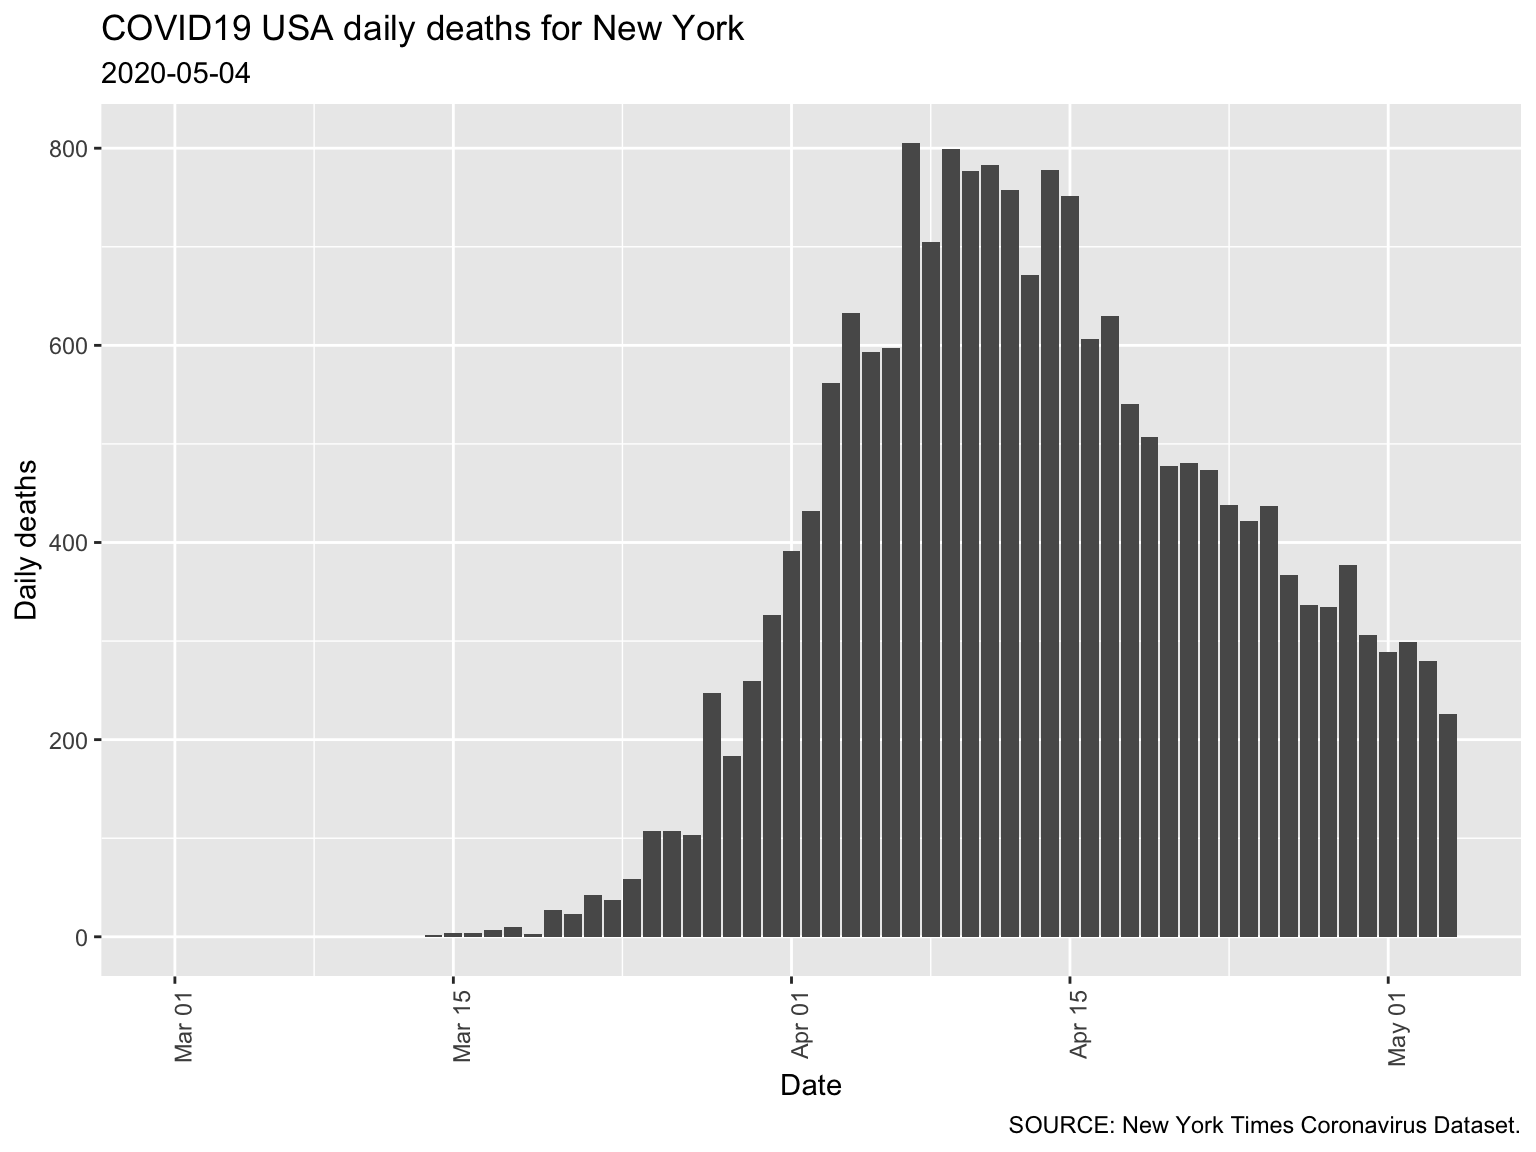 COVID19 USA daily deaths for New York
2020-05-04
Daily deaths
800
600
400
200
0
Mar 01
Mar 15
Apr 01
Apr 15
May 01
Date
SOURCE: New York Times Coronavirus Dataset.